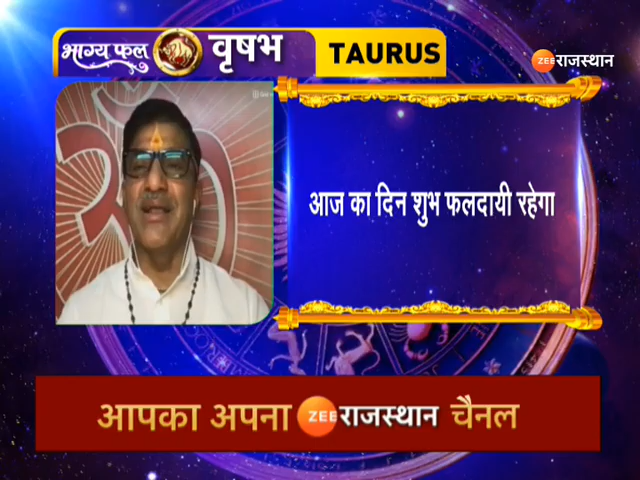 भाग्य फल वृषभ TAURUS
ZEE राजस्थान
आज का दिन शुभ फलदायी रहेगा
आपका अपना ZEE राजस्थान चैनल